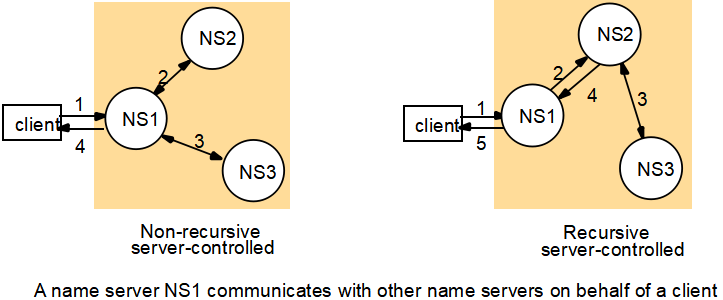 NS2
2
1
client
NS1
4
3
NS3
Non-recursive
server-controlled
NS2
2
4
1
client
NS1
3
5
NS3
Recursive
server-controlled
A name server NS1 communicates with other name servers on behalf of a client